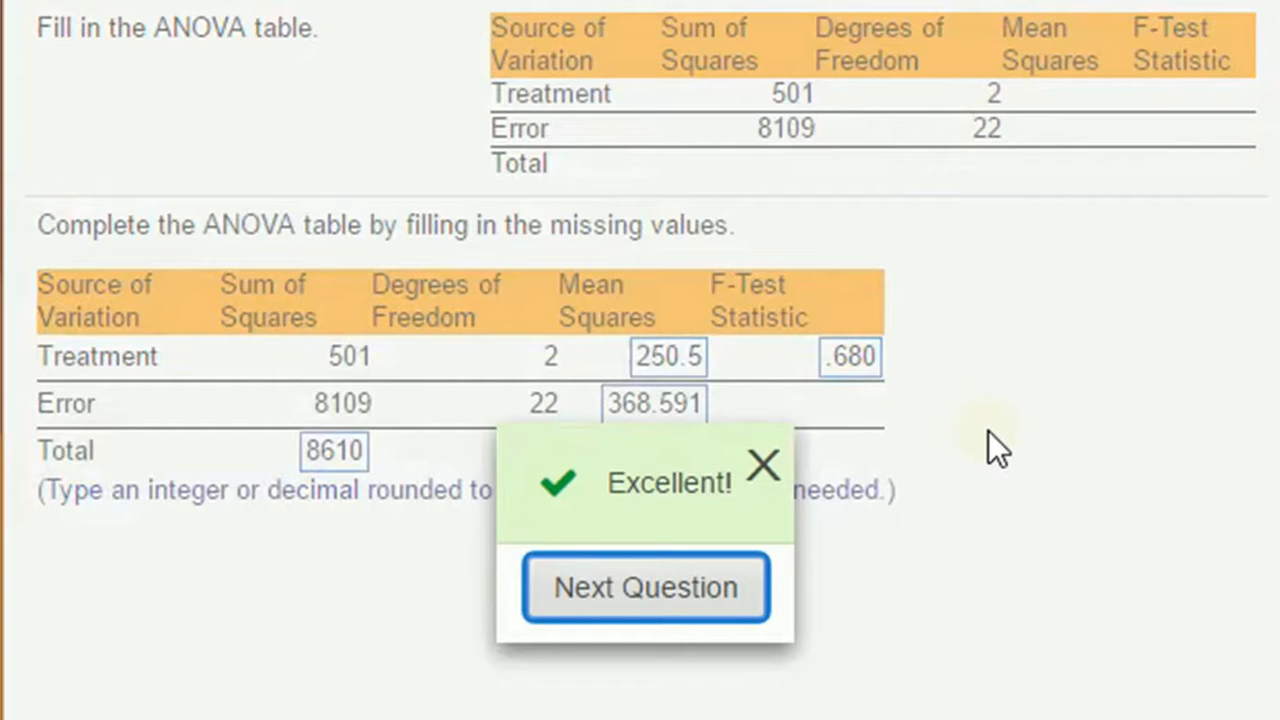 Fill in the ANOVA table.
Source of Variation Sum of Squares Degrees of Freedom Mean Squares F-Test Statistic
Treatment 501 2
Error 8109 22
Total
Complete the ANOVA table by filling in the missing values.
Source of Variation Sum of Squares Degrees of Freedom Mean Squares F-Test Statistic
Treatment 501 2 250.5 .680
Error 8109 22 368.591
Total 8610
(Type an integer or decimal rounded to needed.)
Excellent!
Next Question